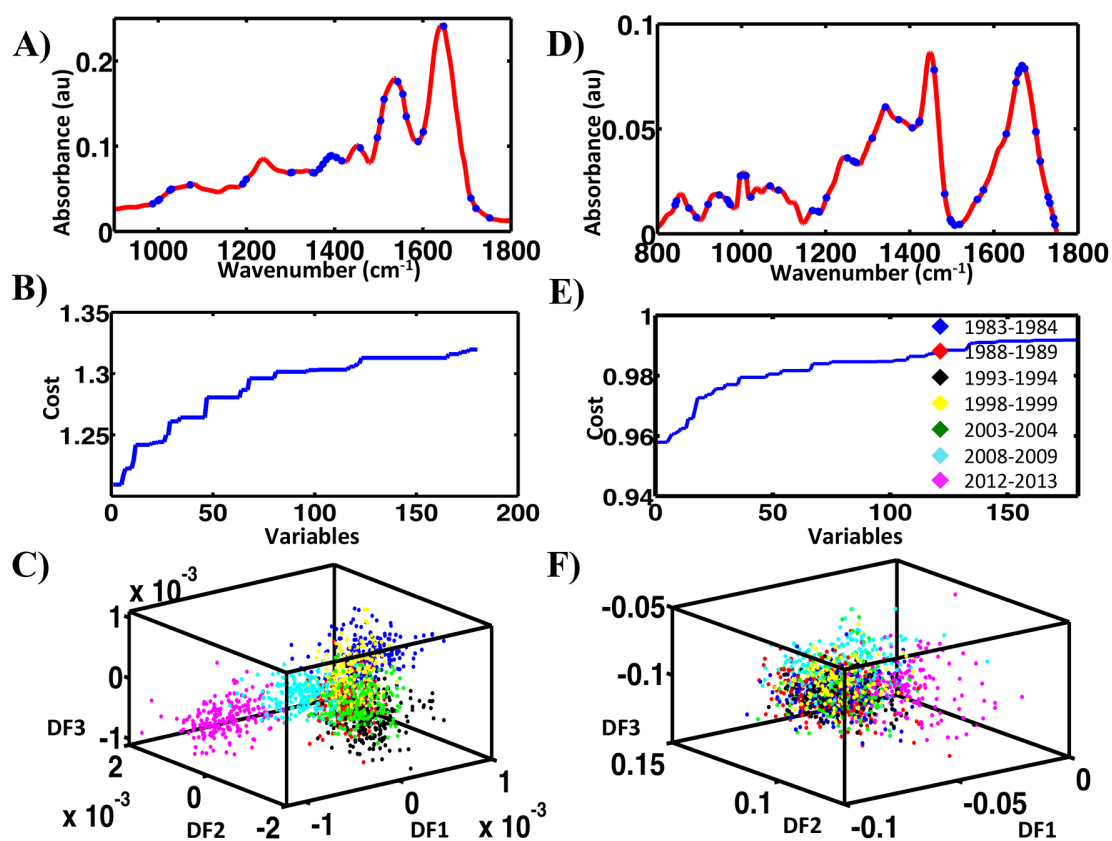 A)
Absorbance (au)
0.2
0.1
0
1000 1200 1400 1600 1800
Wavenumber (cm-1)
D)
Absorbance (au)
0.1
0.05
0
800 1000 1200 1400 1600 1800
Wavenumber (cm-1)
B)
Cost
1.35
1.3
1.25
0 50 100 150 200
Variables
E)
Cost
1
0.98
0.96
0.94
0 50 100 150
Variables
1983-1984
1988-1989
1993-1994
1998-1999
2003-2004
2008-2009
2012-2013
C)
x 10-3
1
0
-1
DF3
2
0
-2
x 10-3
DF2
-1
0
1
DF1
x 10-3
F)
-0.05
-0.1
DF3
0.15
0.1
DF2
-0.1
-0.05
0
DF1